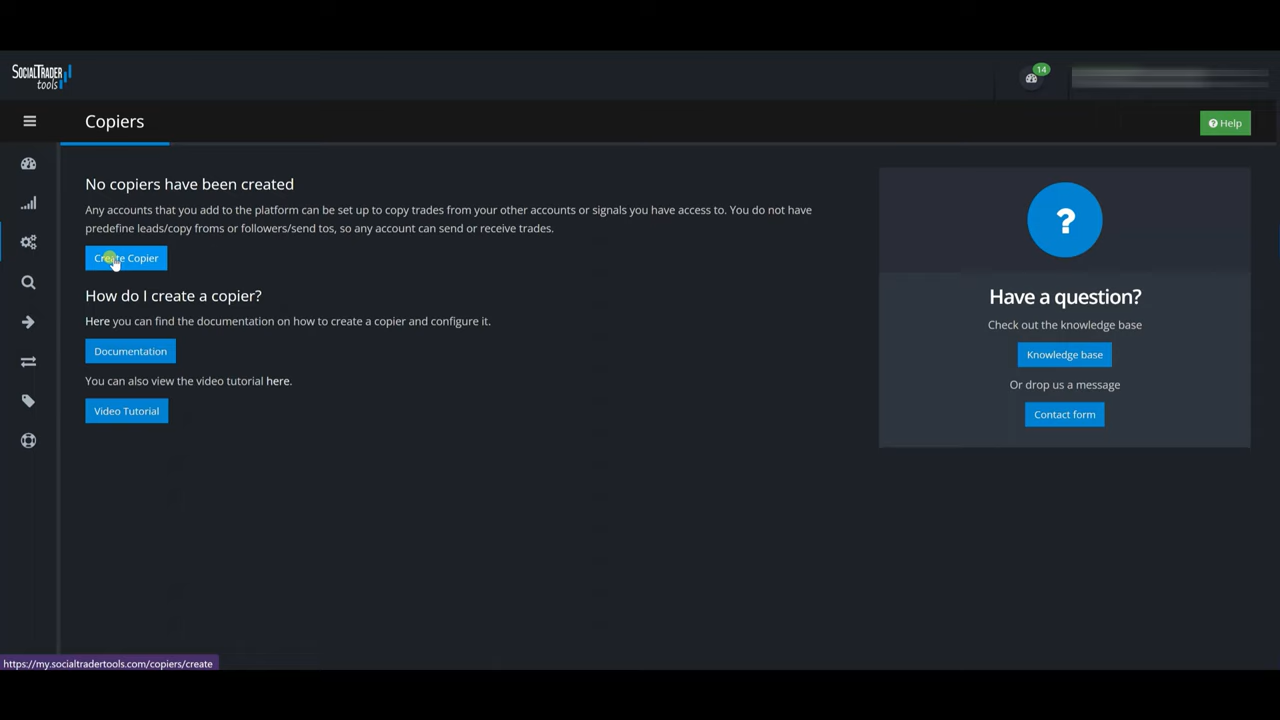 SOCIALTRADER
tools
14
Copiers
Help
No copiers have been created
Any accounts that you add to the platform can be set up to copy trades from your other accounts or signals you have access to. You do not have
predefine leads/copy froms or followers/send tos, so any account can send or receive trades.
Create Copier
How do I create a copier?
Here you can find the documentation on how to create a copier and configure it.
Documentation
You can also view the video tutorial here.
Video Tutorial
?
Have a question?
Check out the knowledge base
Knowledge base
Or drop us a message
Contact form
https://my.socialtradertools.com/copiers/create